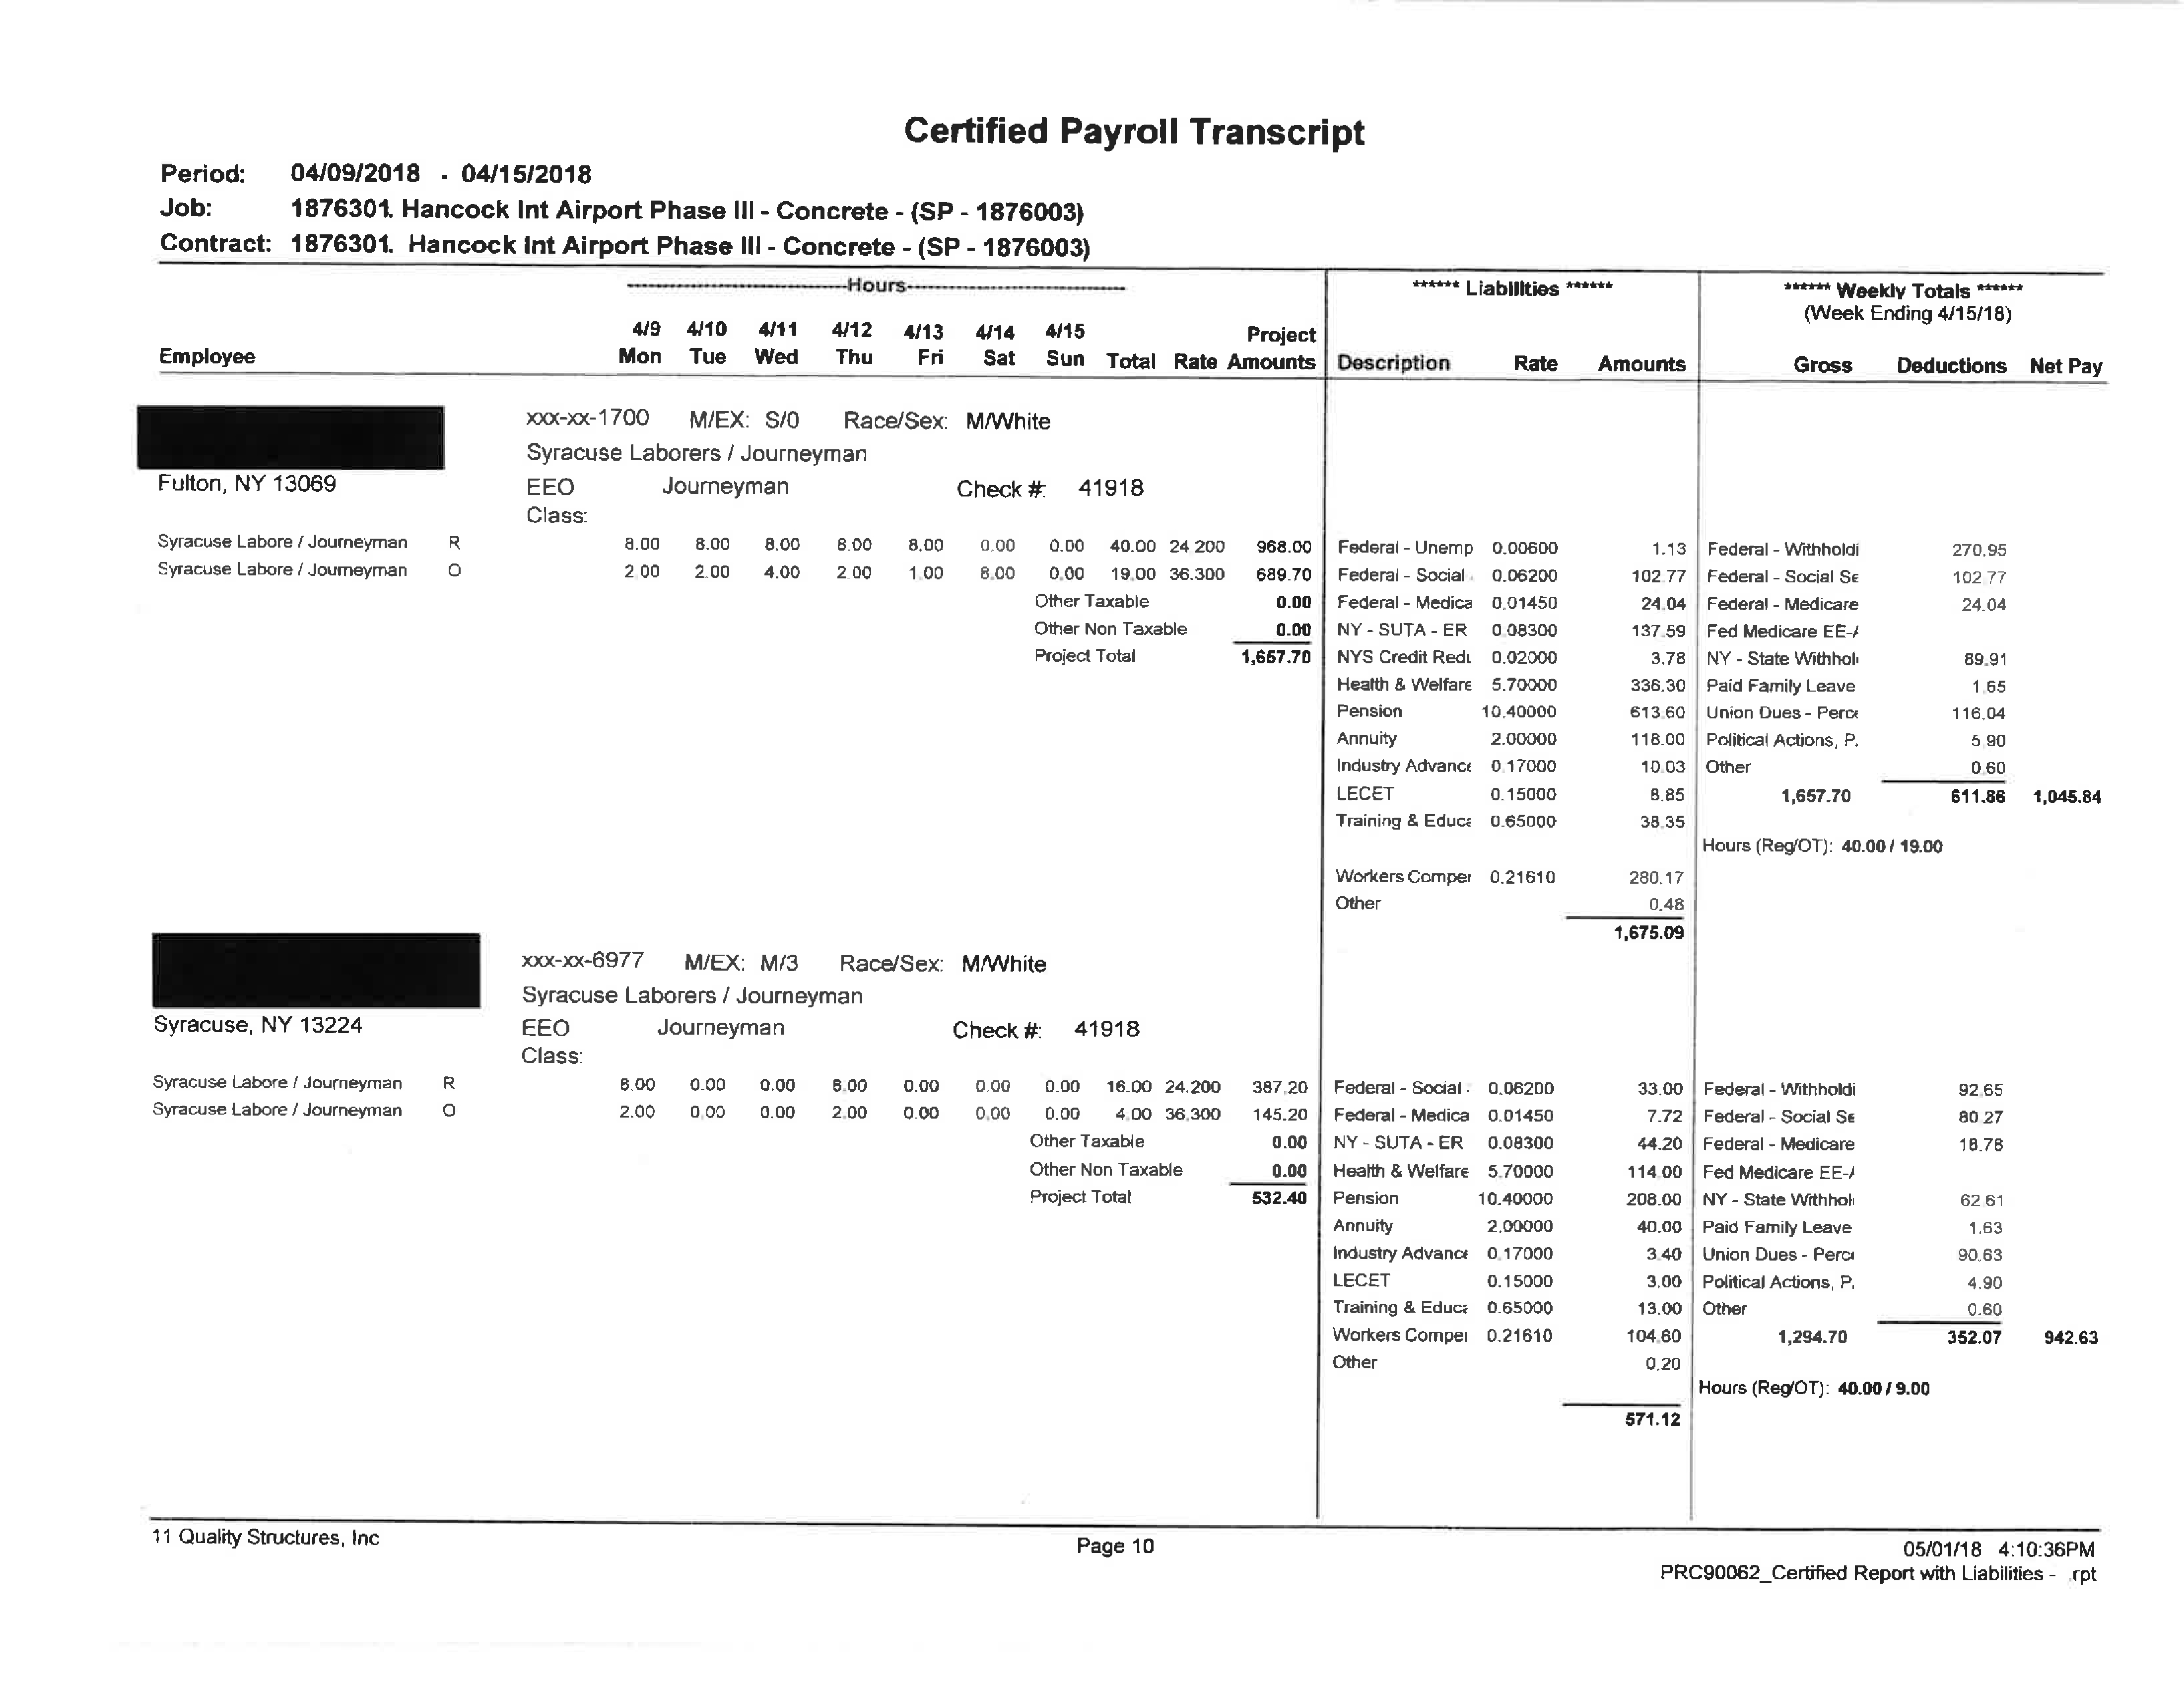 Certified Payroll Transcript
Period: 04/09/2018 - 04/15/2018
Job: 1876301. Hancock Int Airport Phase III - Concrete - (SP - 1876003)
Contract: 1876301. Hancock Int Airport Phase III - Concrete - (SP - 1876003)
----Hours---- ****** Liabilities ****** ****** Weekly Totals ******
(Week Ending 4/15/18)
4/9 4/10 4/11 4/12 4/13 4/14 4/15 Project
Employee Mon Tue Wed Thu Fri Sat Sun Total Rate Amounts Description Rate Amounts Gross Deductions Net Pay
xxx-xx-1700 M/EX: S/0 Race/Sex: M/White
Syracuse Laborers / Journeyman
Fulton, NY 13069 EEO Journeyman Check #: 41918
Class:
Syracuse Labore / Journeyman R 8.00 8.00 8.00 8.00 8.00 0.00 0.00 40.00 24.200 968.00 Federal - Unemp 0.00600 1.13 Federal - Withholdi 270.95
Syracuse Labore / Journeyman O 2.00 2.00 4.00 2.00 1.00 8.00 0.00 19.00 36.300 689.70 Federal - Social 0.06200 102.77 Federal - Social Se 102.77
Other Taxable 0.00 Federal - Medica 0.01450 24.04 Federal - Medicare 24.04
Other Non Taxable 0.00 NY - SUTA - ER 0.08300 137.59 Fed Medicare EE-
Project Total 1,657.70 NYS Credit Redu 0.02000 3.78 NY - State Withhol 89.91
Health & Welfare 5.70000 336.30 Paid Family Leave 1.65
Pension 10.40000 613.60 Union Dues - Perce 116.04
Annuity 2.00000 118.00 Political Actions, P. 5.90
Industry Advance 0.17000 10.03 Other 0.60
LECET 0.15000 8.85 1,657.70 611.86 1,045.84
Training & Educa 0.65000 38.35
Hours (Reg/OT): 40.00 / 19.00
Workers Comper 0.21610 280.17
Other 0.48
1,675.09
xxx-xx-6977 M/EX: M/3 Race/Sex: M/White
Syracuse Laborers / Journeyman
Syracuse, NY 13224 EEO Journeyman Check #: 41918
Class:
Syracuse Labore / Journeyman R 8.00 0.00 0.00 8.00 0.00 0.00 0.00 16.00 24.200 387.20 Federal - Social 0.06200 33.00 Federal - Withholdi 92.65
Syracuse Labore / Journeyman O 2.00 0.00 0.00 2.00 0.00 0.00 0.00 4.00 36.300 145.20 Federal - Medica 0.01450 7.72 Federal - Social Se 80.27
Other Taxable 0.00 NY - SUTA - ER 0.08300 44.20 Federal - Medicare 18.78
Other Non Taxable 0.00 Health & Welfare 5.70000 114.00 Fed Medicare EE-
Project Total 532.40 Pension 10.40000 208.00 NY - State Withhol 62.61
Annuity 2.00000 40.00 Paid Family Leave 1.63
Industry Advance 0.17000 3.40 Union Dues - Perce 90.63
LECET 0.15000 3.00 Political Actions, P. 4.90
Training & Educa 0.65000 13.00 Other 0.60
Workers Comper 0.21610 104.60 1,294.70 352.07 942.63
Other 0.20
Hours (Reg/OT): 40.00 / 9.00
571.12
11 Quality Structures, Inc Page 10 05/01/18 4:10:36PM
PRC90062_Certified Report with Liabilities - .rpt